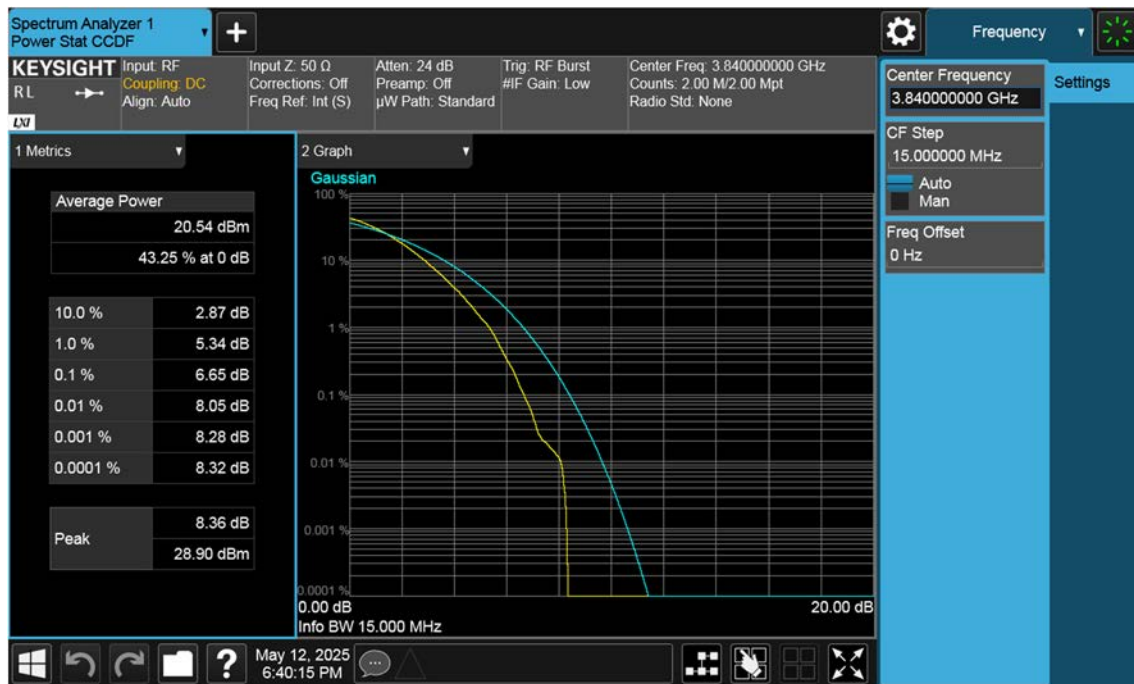 Spectrum Analyzer 1
Power Stat CCDF
Frequency
KEYSIGHT
RL
LXI
Input: RF
Coupling: DC
Align: Auto
Input Z: 50 Ω
Corrections: Off
Freq Ref: Int (S)
Atten: 24 dB
Preamp: Off
µW Path: Standard
Trig: RF Burst
#IF Gain: Low
Center Freq: 3.840000000 GHz
Counts: 2.00 M/2.00 Mpt
Radio Std: None
Center Frequency
3.840000000 GHz
Settings
CF Step
15.000000 MHz
Auto
Man
Freq Offset
0 Hz
1 Metrics
Average Power
20.54 dBm
43.25 % at 0 dB
10.0 % 2.87 dB
1.0 % 5.34 dB
0.1 % 6.65 dB
0.01 % 8.05 dB
0.001 % 8.28 dB
0.0001 % 8.32 dB
Peak
8.36 dB
28.90 dBm
2 Graph
Gaussian
100 %
10 %
1 %
0.1 %
0.01 %
0.001 %
0.0001 %
0.00 dB 20.00 dB
Info BW 15.000 MHz
?
May 12, 2025
6:40:15 PM